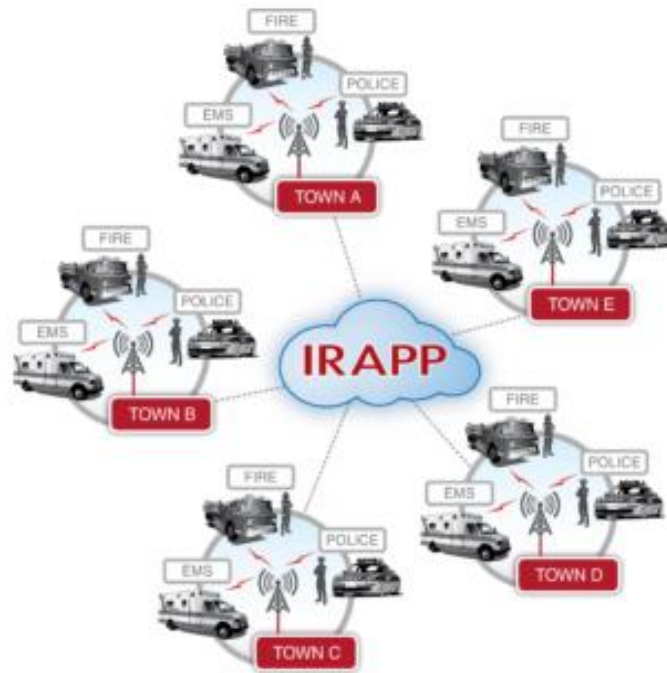 FIRE
POLICE
EMS
TOWN A
FIRE
POLICE
EMS
TOWN E
FIRE
POLICE
EMS
TOWN B
IRAPP
FIRE
POLICE
EMS
TOWN D
FIRE
POLICE
EMS
TOWN C